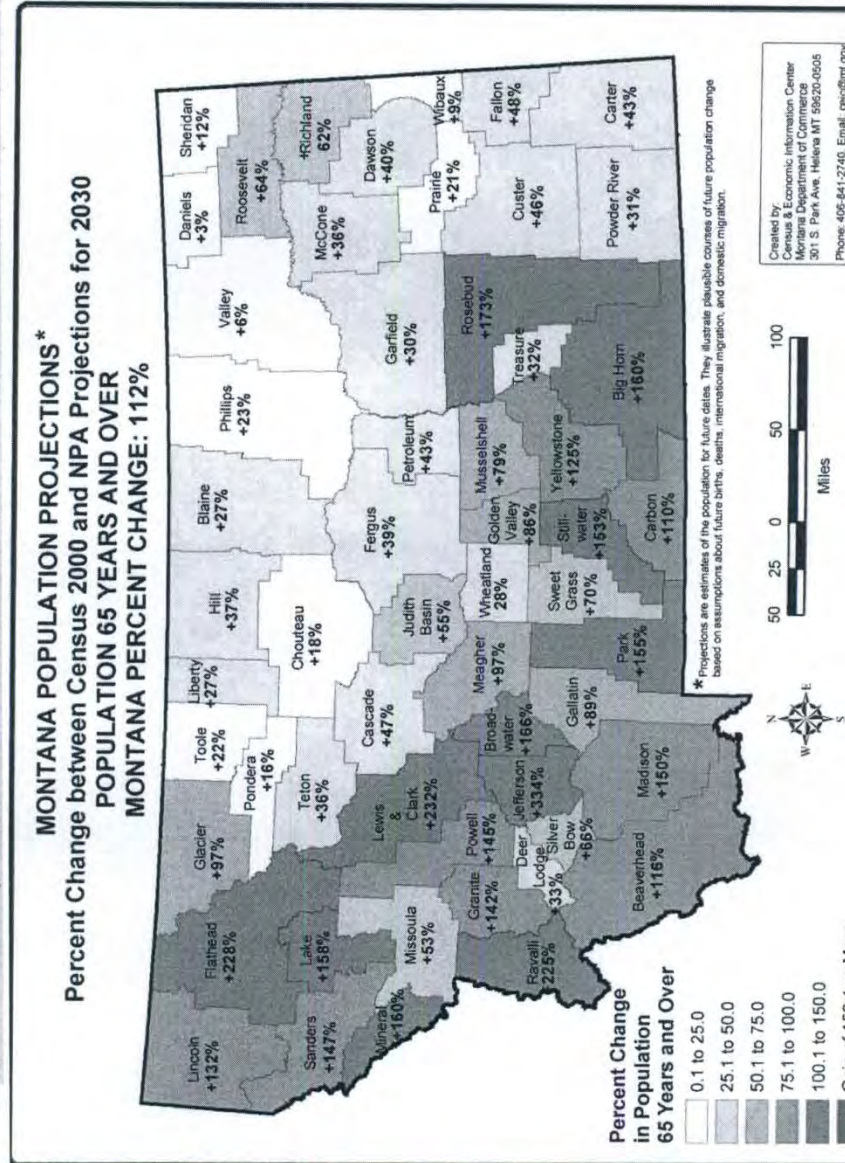 MONTANA POPULATION PROJECTIONS*
Percent Change between Census 2000 and NPA Projections for 2030
POPULATION 65 YEARS AND OVER
MONTANA PERCENT CHANGE: 112%
Lincoln
+132%
Flathead
+228%
Glacier
+97%
Toole
+22%
Liberty
+27%
Hill
+37%
Blaine
+27%
Phillips
+23%
Valley
+6%
Daniels
+3%
Sheridan
+12%
Roosevelt
+64%
Pondera
+16%
Teton
+36%
Chouteau
+18%
Sanders
+147%
Lake
+158%
Mineral
+160%
Missoula
+53%
Lewis
&
Clark
+232%
Cascade
+47%
Judith
Basin
+55%
Fergus
+39%
Petroleum
+43%
Garfield
+30%
McCone
+36%
+Richland
62%
Dawson
+40%
Prairie
+21%
Wibaux
+9%
Powell
+145%
Granite
+142%
Ravalli
225%
Deer
Lodge
+33%
Silver
Bow
+66%
Jefferson
+334%
Broad-
water
+166%
Meagher
+97%
Wheatland
28%
Golden
Valley
+86%
Musselshell
+79%
Rosebud
+173%
Treasure
+32%
Custer
+46%
Fallon
+48%
Beaverhead
+116%
Madison
+150%
Gallatin
+89%
Park
+155%
Sweet
Grass
+70%
Still-
water
+153%
Yellowstone
+125%
Carbon
+110%
Big Horn
+160%
Powder River
+31%
Carter
+43%
*Projections are estimates of the population for future dates. They illustrate plausible courses of future population change
based on assumptions about future births, deaths, international migration, and domestic migration.
Percent Change
in Population
65 Years and Over
0.1 to 25.0
25.1 to 50.0
50.1 to 75.0
75.1 to 100.0
100.1 to 150.0
N
W
E
S
50
25
0
50
100
Miles
Created by:
Census & Economic Information Center
Montana Department of Commerce
301 S. Park Ave, Helena MT 59620-0505
Phone: 406-841-2740 Email: ceic@mt.gov